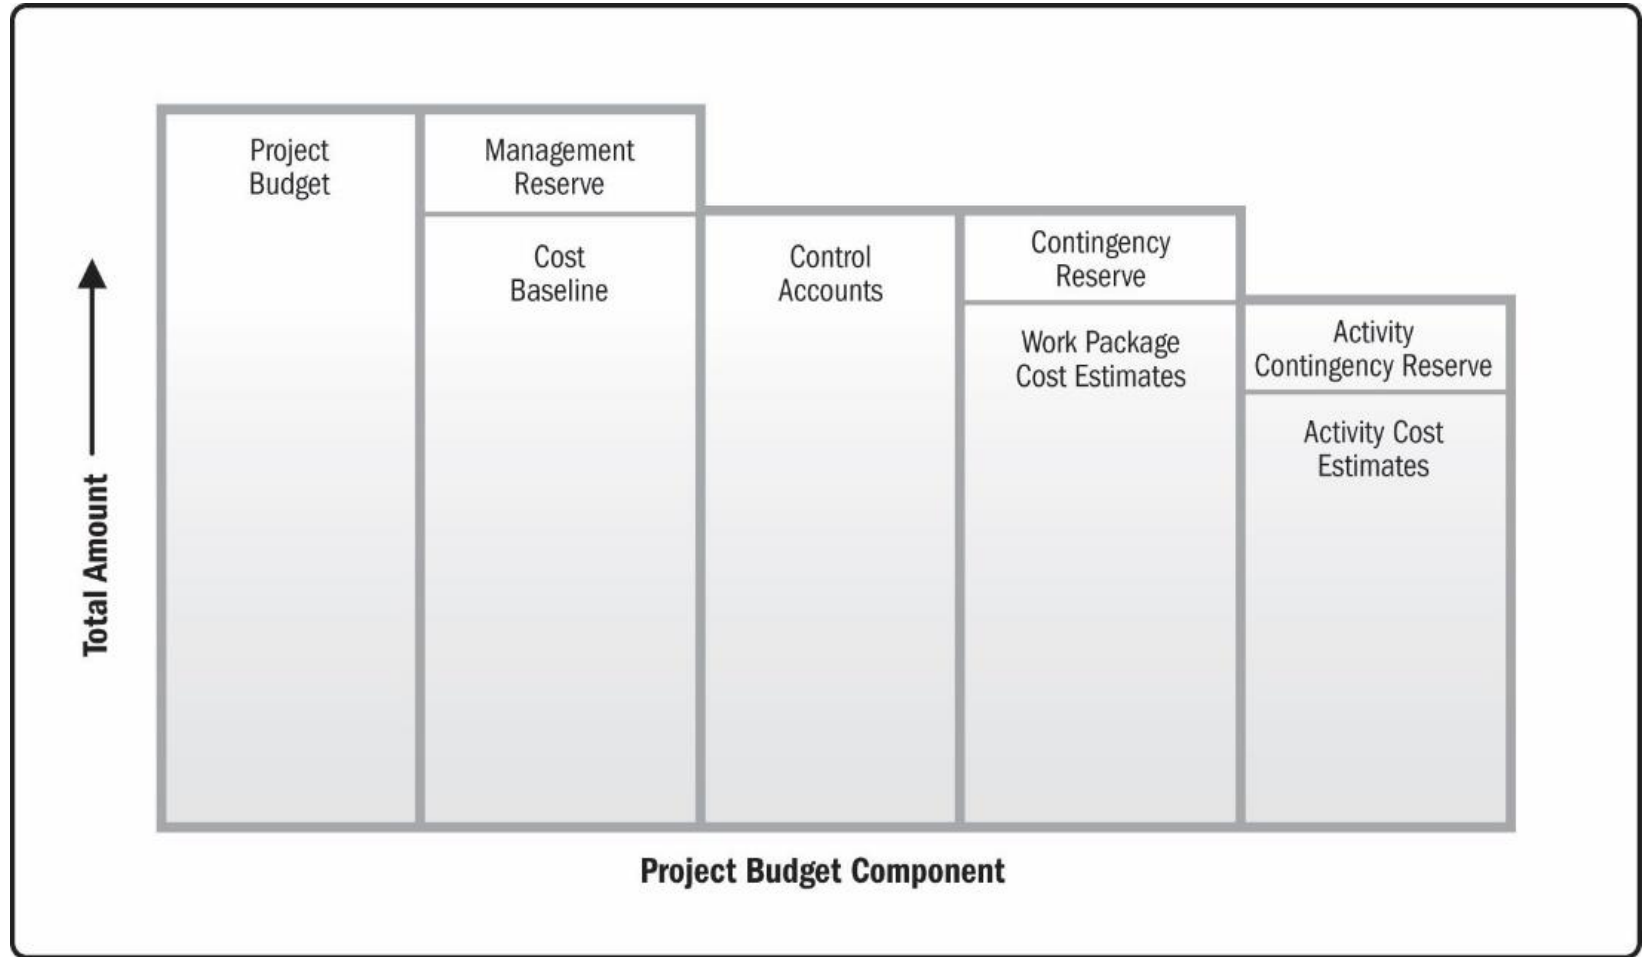 Project
Budget
Management
Reserve
Cost
Baseline
Control
Accounts
Contingency
Reserve
Work Package
Cost Estimates
Activity
Contingency Reserve
Activity Cost
Estimates
Total Amount
Project Budget Component